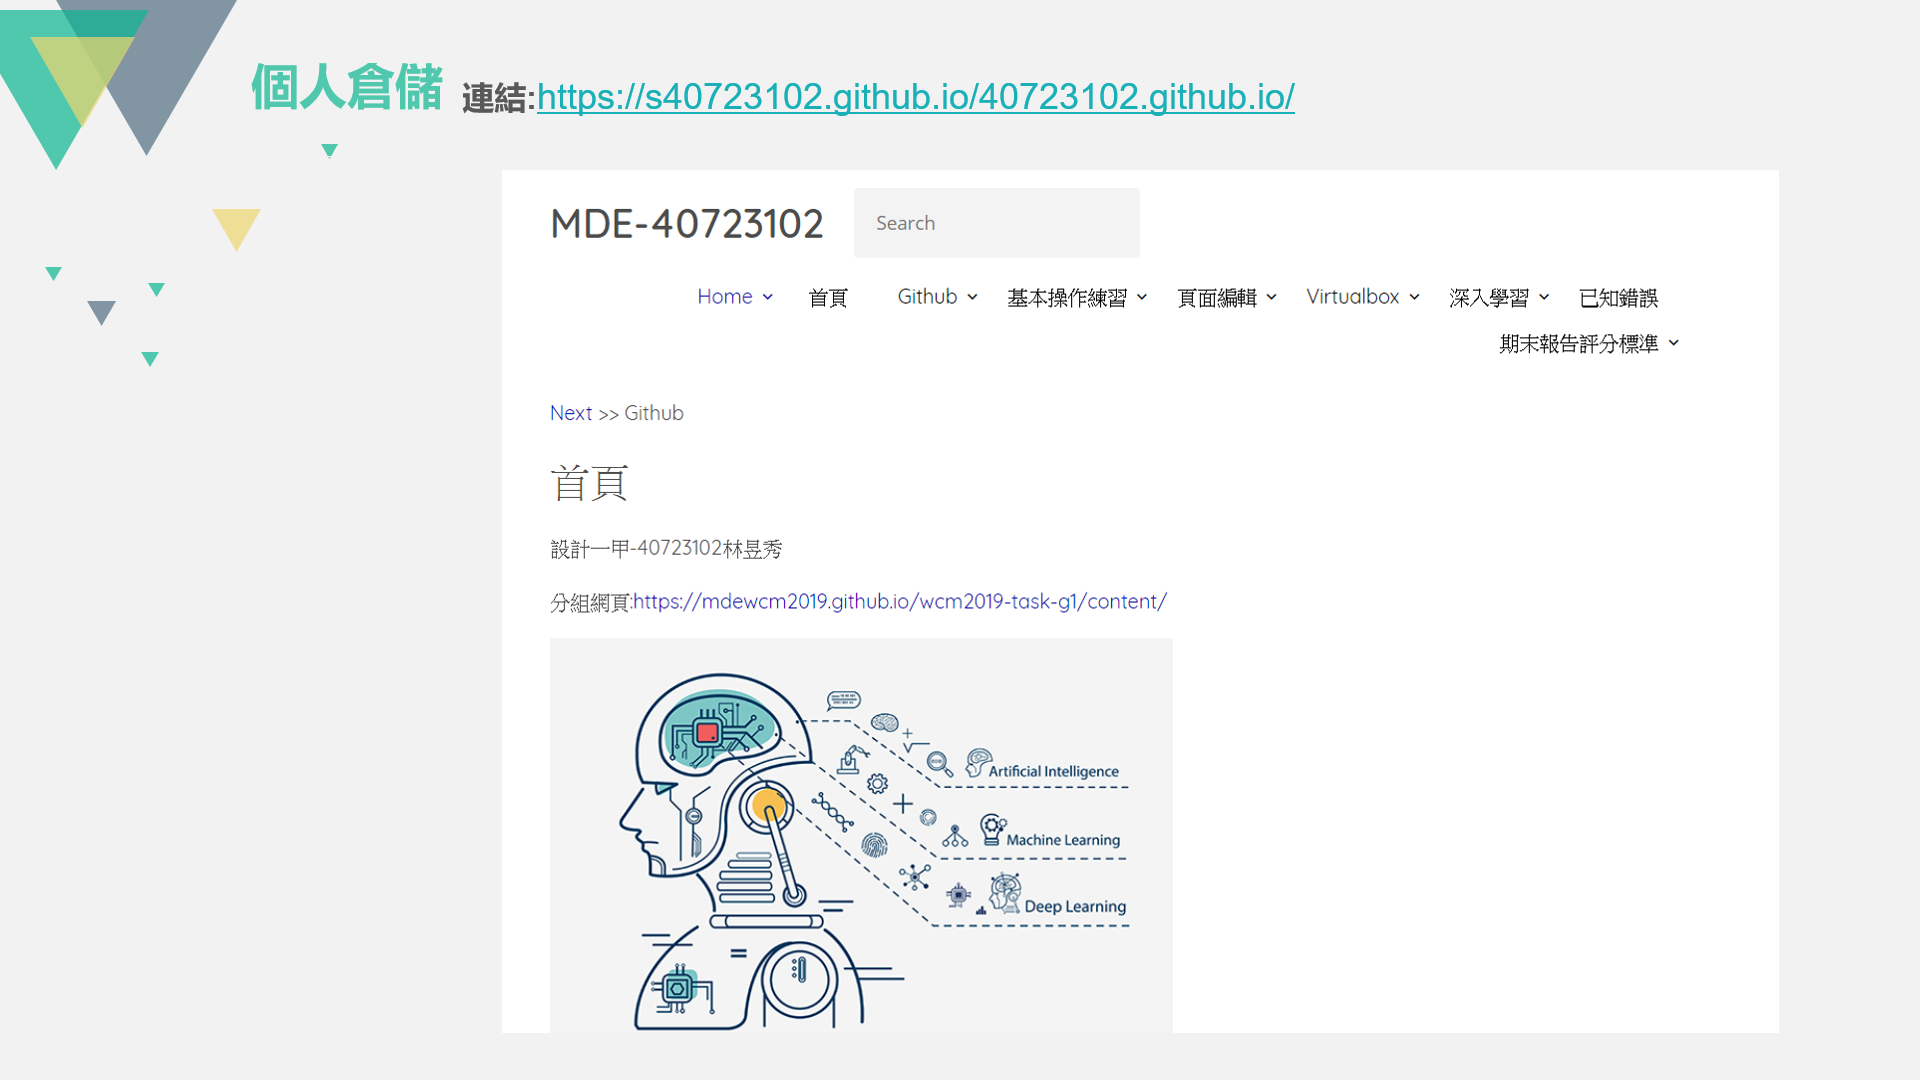 個人倉儲 連結:https://s40723102.github.io/40723102.github.io/
MDE-40723102 Search
Home 首頁 Github 基本操作練習 頁面編輯 Virtualbox 深入學習 已知錯誤
期末報告評分標準
Next >> Github
首頁
設計一甲-40723102林昱秀
分組網頁:https://mdewcm2019.github.io/wcm2019-task-g1/content/
Artificial Intelligence
Machine Learning
Deep Learning